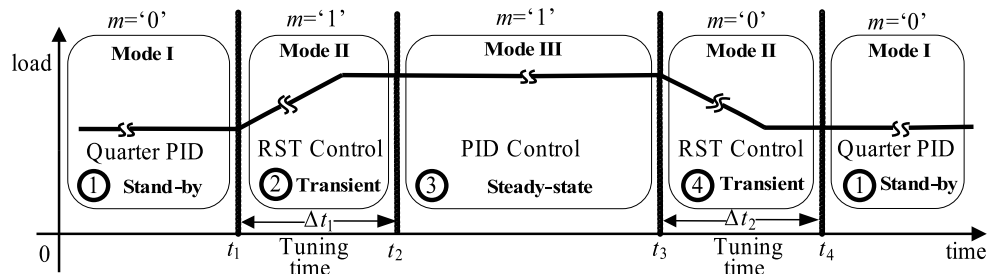 m=‘0’ m=‘1’ m=‘1’ m=‘0’ m=‘0’
load
Mode I Mode II Mode III Mode II Mode I
Quarter PID RST Control PID Control RST Control Quarter PID
1 Stand-by 2 Transient 3 Steady-state 4 Transient 1 Stand-by
Δt1 Δt2
0 t1 Tuning time t2 t3 Tuning time t4 time